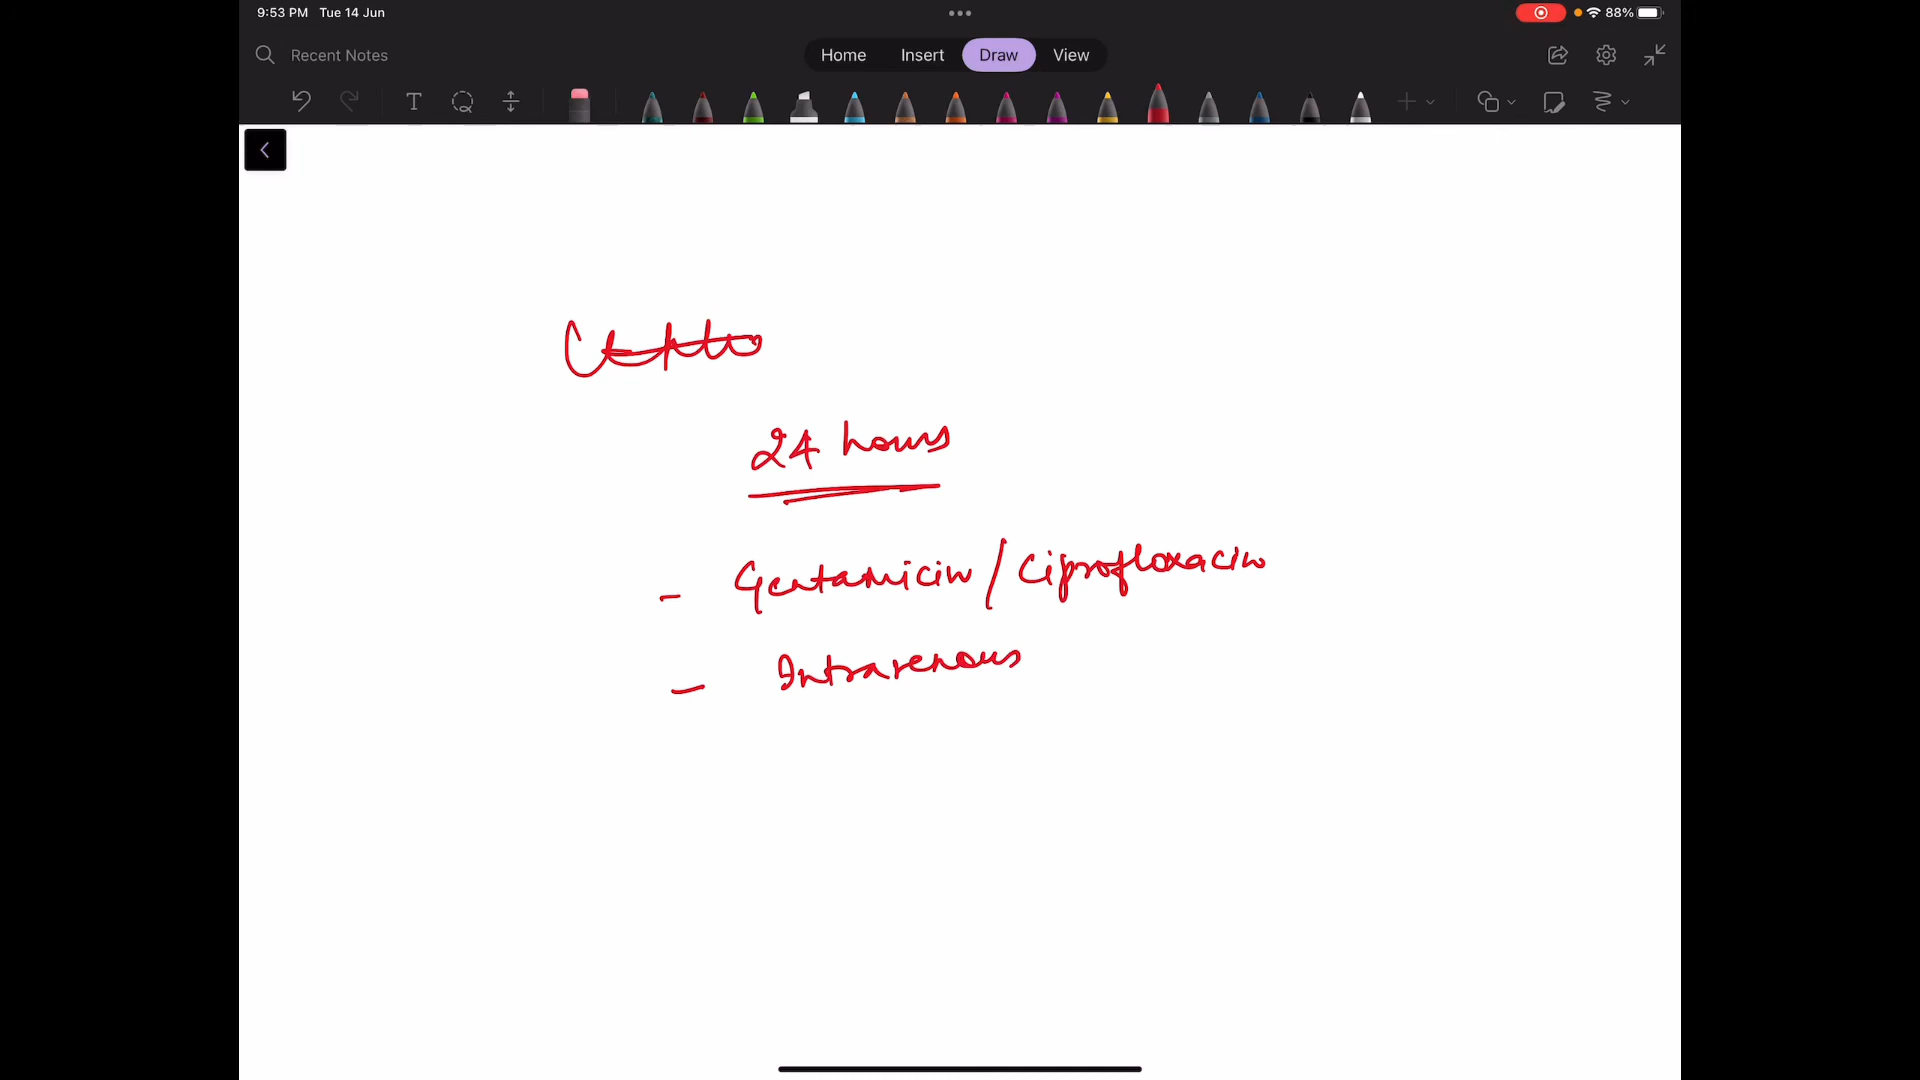 9:53 PM Tue 14 Jun
88%
Recent Notes
Home Insert Draw View
24 hours
- Gentamicin / Ciprofloxacin
- Intravenous